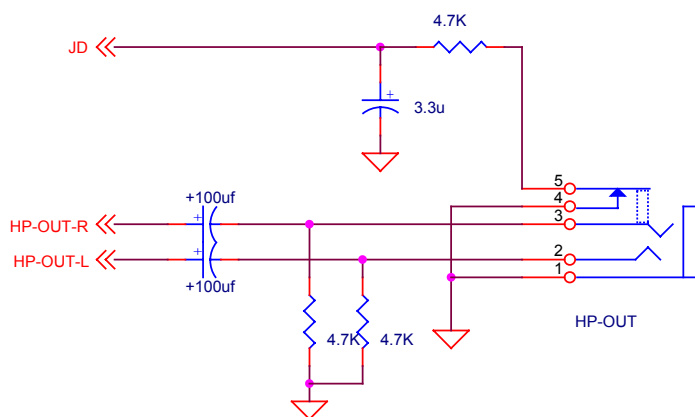 4.7K
JD
3.3u
+
5
4
3
2
1
+100uf
+
HP-OUT-R
HP-OUT-L
+
+100uf
HP-OUT
4.7K
4.7K